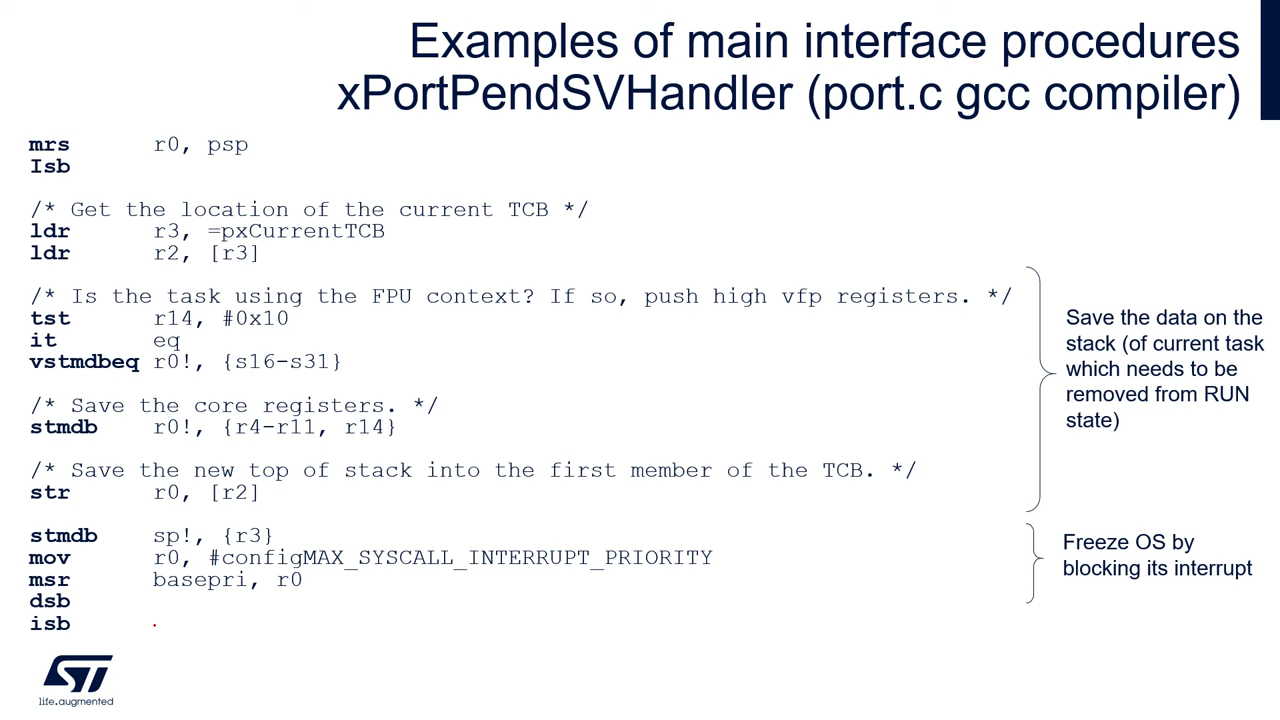 Examples of main interface procedures
xPortPendSVHandler (port.c gcc compiler)
mrs r0, psp
Isb
/* Get the location of the current TCB */
ldr r3, =pxCurrentTCB
ldr r2, [r3]
/* Is the task using the FPU context? If so, push high vfp registers. */
tst r14, #0x10
it eq
vstmdbeq r0!, {s16-s31}
/* Save the core registers. */
stmdb r0!, {r4-r11, r14}
/* Save the new top of stack into the first member of the TCB. */
str r0, [r2]
Save the data on the
stack (of current task
which needs to be
removed from RUN
state)
stmdb sp!, {r3}
mov r0, #configMAX_SYSCALL_INTERRUPT_PRIORITY
msr basepri, r0
dsb
isb
Freeze OS by
blocking its interrupt
ST
life.augmented